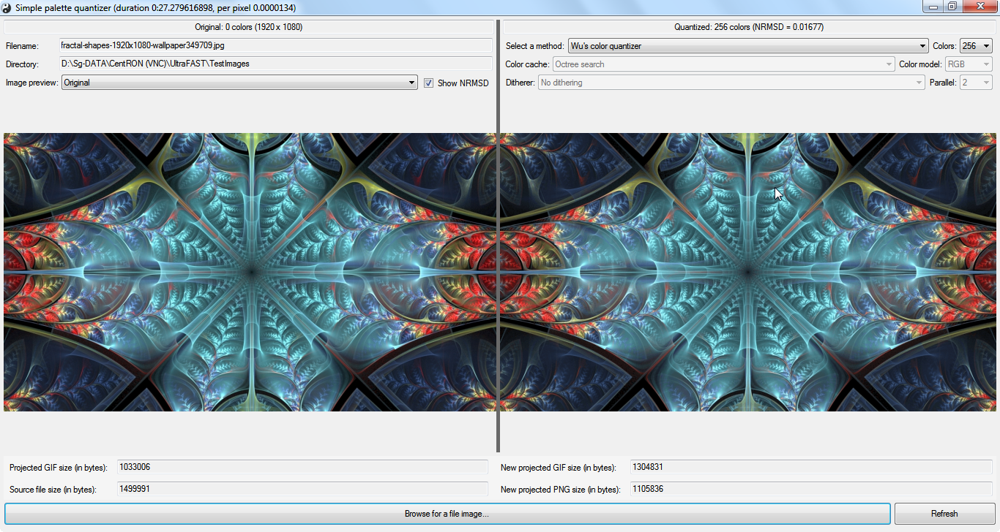 Simple palette quantizer (duration 0:27.279616898, per pixel 0.0000134)
Original: 0 colors (1920 x 1080)
Filename: fractal-shapes-1920x1080-wallpaper349709.jpg
Directory: D:\Sg-DATA\CentRON (VNC)\UltraFAST\TestImages
Image preview: Original Show NRMSD
Quantized: 256 colors (NRMSD = 0.01677)
Select a method: Wu's color quantizer Colors: 256
Color cache: Octree search Color model: RGB
Ditherer: No dithering Parallel: 2
Projected GIF size (in bytes): 1033006
Source file size (in bytes): 1499991
New projected GIF size (in bytes): 1304831
New projected PNG size (in bytes): 1105836
Browse for a file image... Refresh